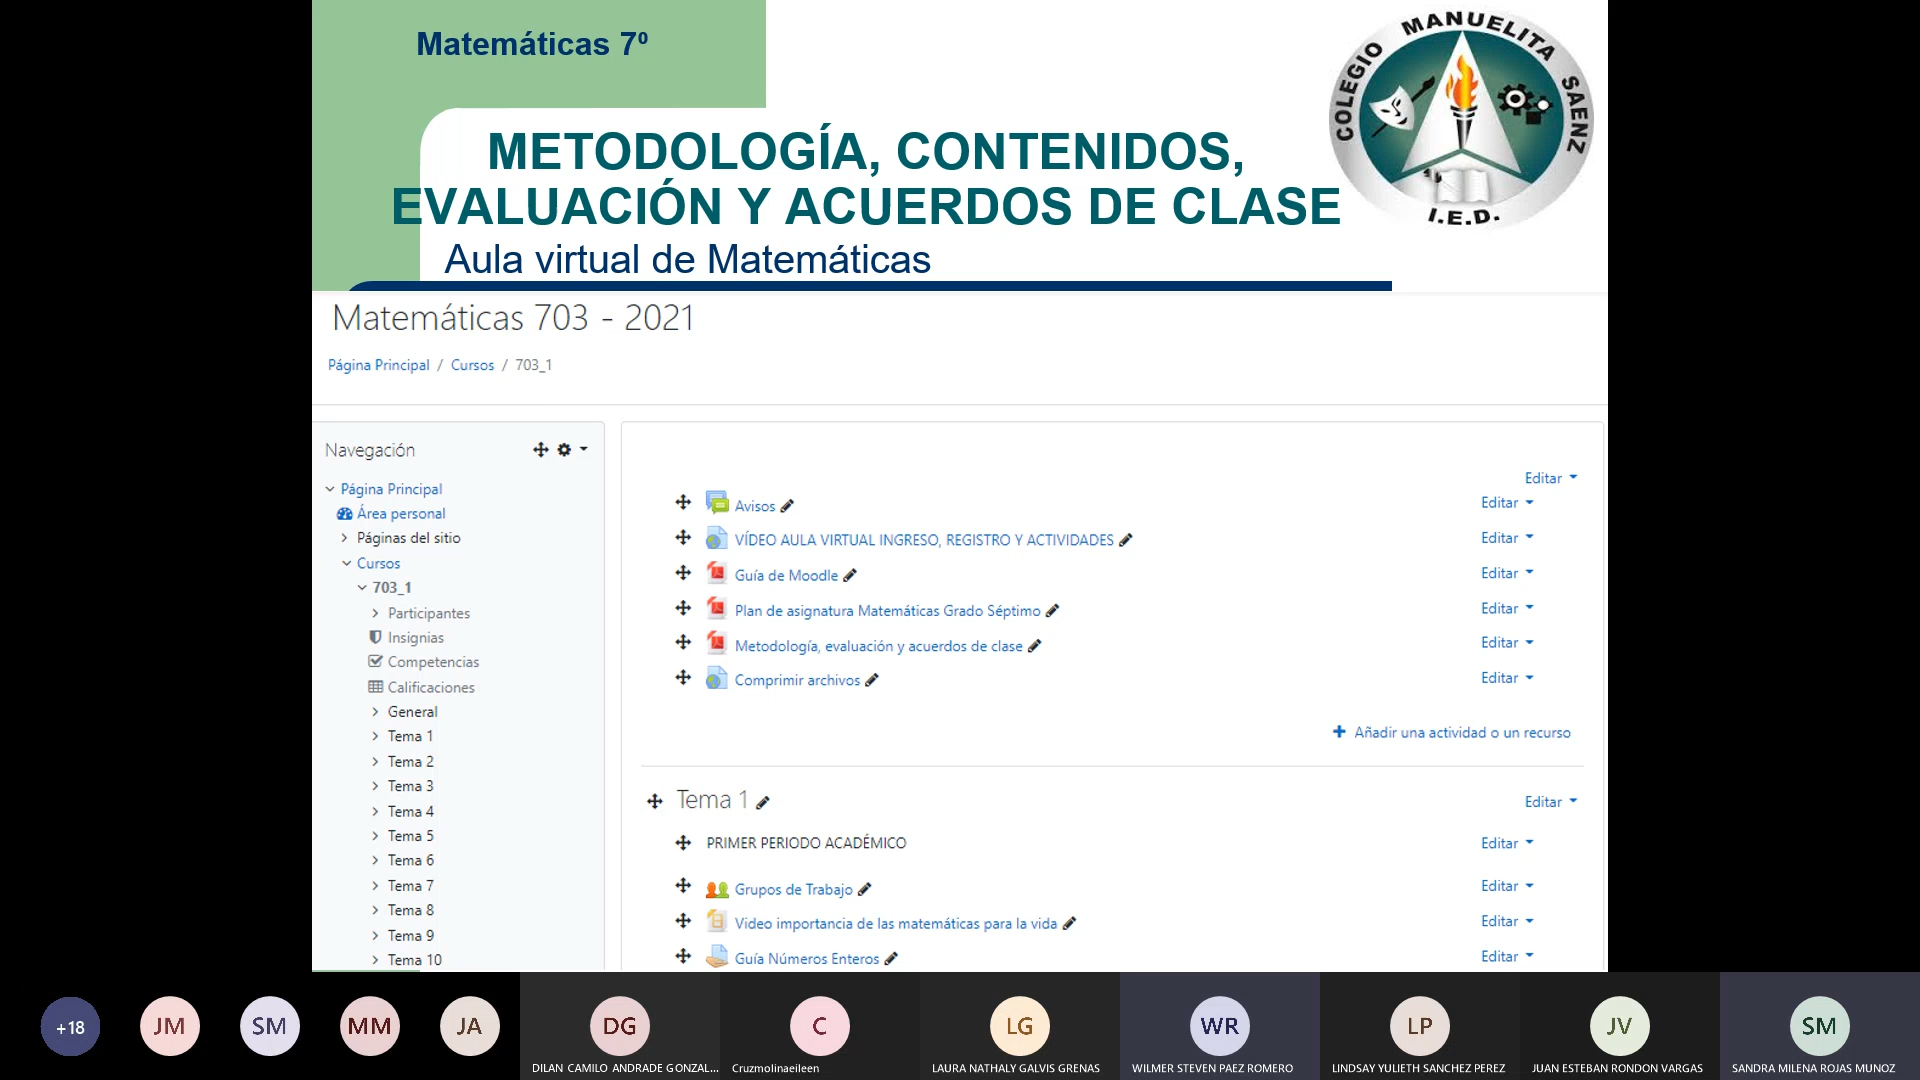 Matemáticas 7º
COLEGIO MANUELITA SAENZ
I.E.D.
METODOLOGÍA, CONTENIDOS,
EVALUACIÓN Y ACUERDOS DE CLASE
Aula virtual de Matemáticas
Matemáticas 703 - 2021
Página Principal / Cursos / 703_1
Navegación
Página Principal
Área personal
Páginas del sitio
Cursos
703_1
Participantes
Insignias
Competencias
Calificaciones
General
Tema 1
Tema 2
Tema 3
Tema 4
Tema 5
Tema 6
Tema 7
Tema 8
Tema 9
Tema 10
Editar
Avisos Editar
VÍDEO AULA VIRTUAL INGRESO, REGISTRO Y ACTIVIDADES Editar
Guía de Moodle Editar
Plan de asignatura Matemáticas Grado Séptimo Editar
Metodología, evaluación y acuerdos de clase Editar
Comprimir archivos Editar
Añadir una actividad o un recurso
Tema 1 Editar
PRIMER PERIODO ACADÉMICO Editar
Grupos de Trabajo Editar
Video importancia de las matemáticas para la vida Editar
Guía Números Enteros Editar
+18 JM SM MM JA DG C LG WR LP JV SM
DILAN CAMILO ANDRADE GONZAL... Cruzmolinaeileen LAURA NATHALY GALVIS GRENAS WILMER STEVEN PAEZ ROMERO LINDSAY YULIETH SANCHEZ PEREZ JUAN ESTEBAN RONDON VARGAS SANDRA MILENA ROJAS MUNOZ